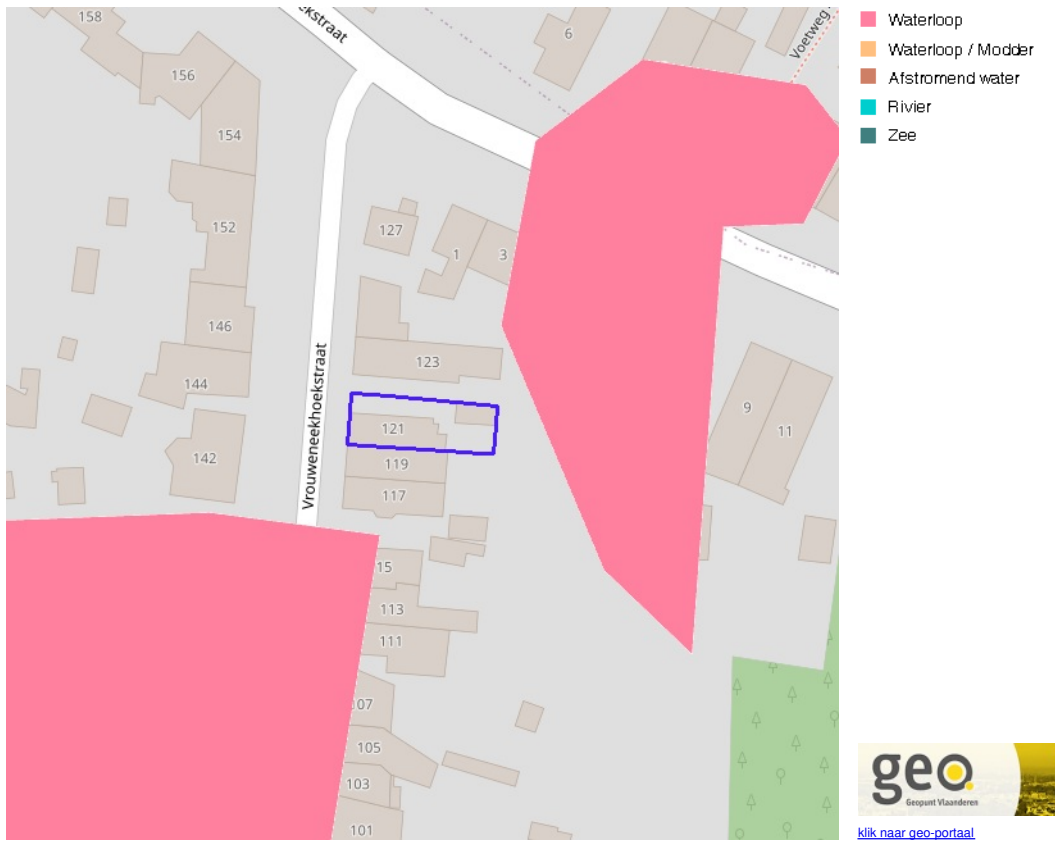 158
156
154
152
146
144
142
ekstraat
6
Voetweg
127
1
3
123
121
119
117
15
113
111
07
105
103
101
9
11
Vrouweneekhoekstraat
Waterloop
Waterloop / Modder
Afstromend water
Rivier
Zee
geo.
Geopunt Vlaanderen
klik naar geo-portaal